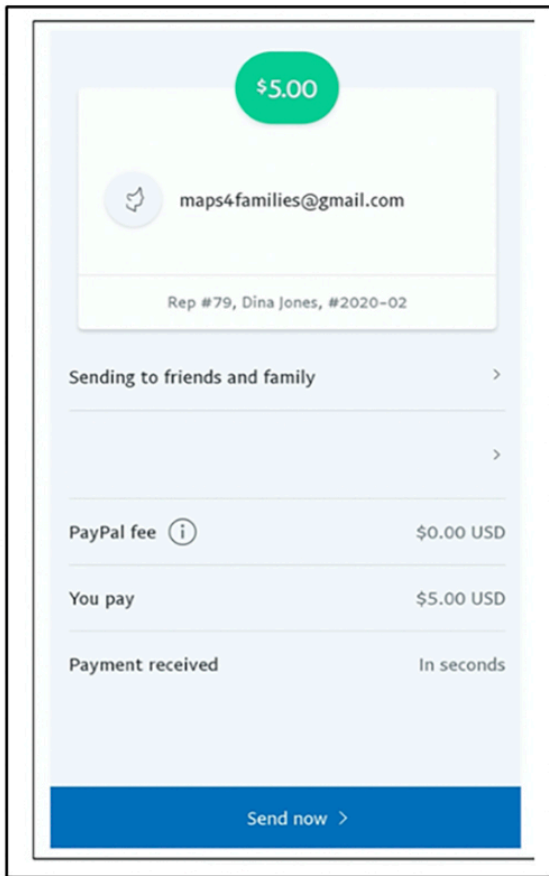 $5.00
maps4families@gmail.com
Rep #79, Dina Jones, #2020-02
Sending to friends and family
PayPal fee
$0.00 USD
You pay
$5.00 USD
Payment received
In seconds
Send now